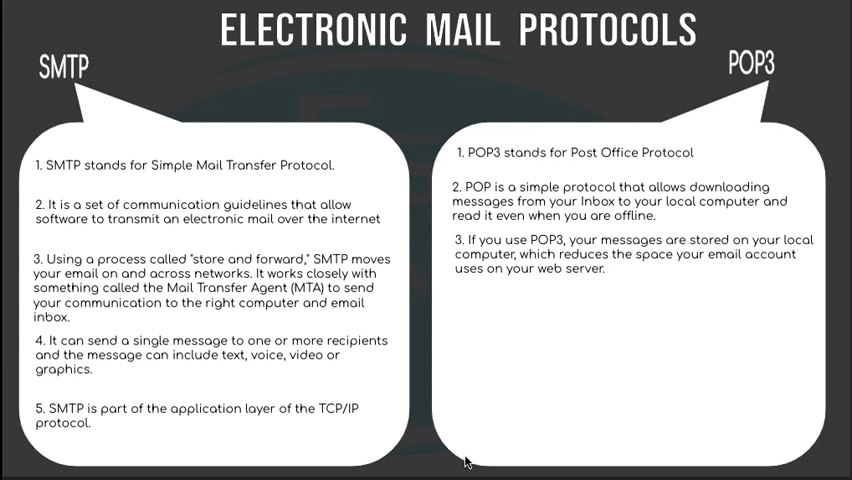 ELECTRONIC MAIL PROTOCOLS
SMTP
1. SMTP stands for Simple Mail Transfer Protocol.
2. It is a set of communication guidelines that allow
software to transmit an electronic mail over the internet
3. Using a process called "store and forward," SMTP moves
your email on and across networks. It works closely with
something called the Mail Transfer Agent (MTA) to send
your communication to the right computer and email
inbox.
4. It can send a single message to one or more recipients
and the message can include text, voice, video or
graphics.
5. SMTP is part of the application layer of the TCP/IP
protocol.
POP3
1. POP3 stands for Post Office Protocol
2. POP is a simple protocol that allows downloading
messages from your Inbox to your local computer and
read it even when you are offline.
3. If you use POP3, your messages are stored on your local
computer, which reduces the space your email account
uses on your web server.